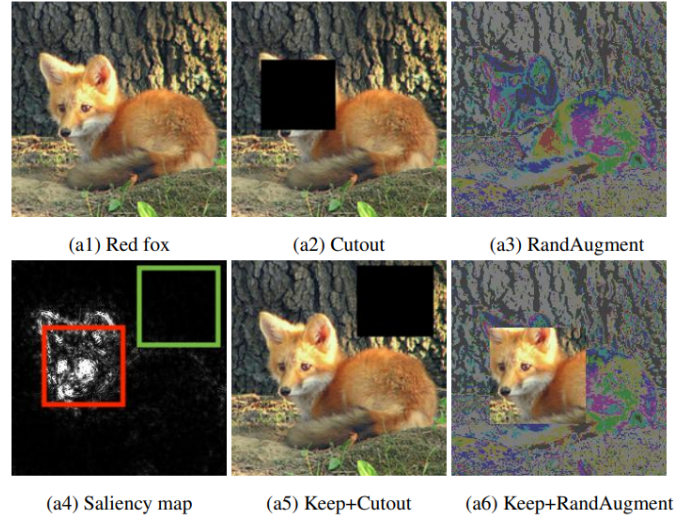 (a1) Red fox
(a2) Cutout
(a3) RandAugment
(a4) Saliency map
(a5) Keep+Cutout
(a6) Keep+RandAugment